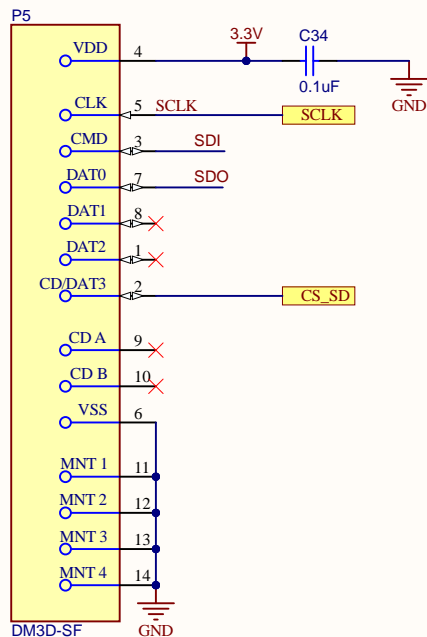 P5
3.3V
C34
VDD 4
0.1uF
GND
CLK 5 SCLK SCLK
CMD 3 SDI
DAT0 7 SDO
DAT1 8
DAT2 1
CD/DAT3 2 CS_SD
CD A 9
CD B 10
VSS 6
MNT 1 11
MNT 2 12
MNT 3 13
MNT 4 14
DM3D-SF
GND